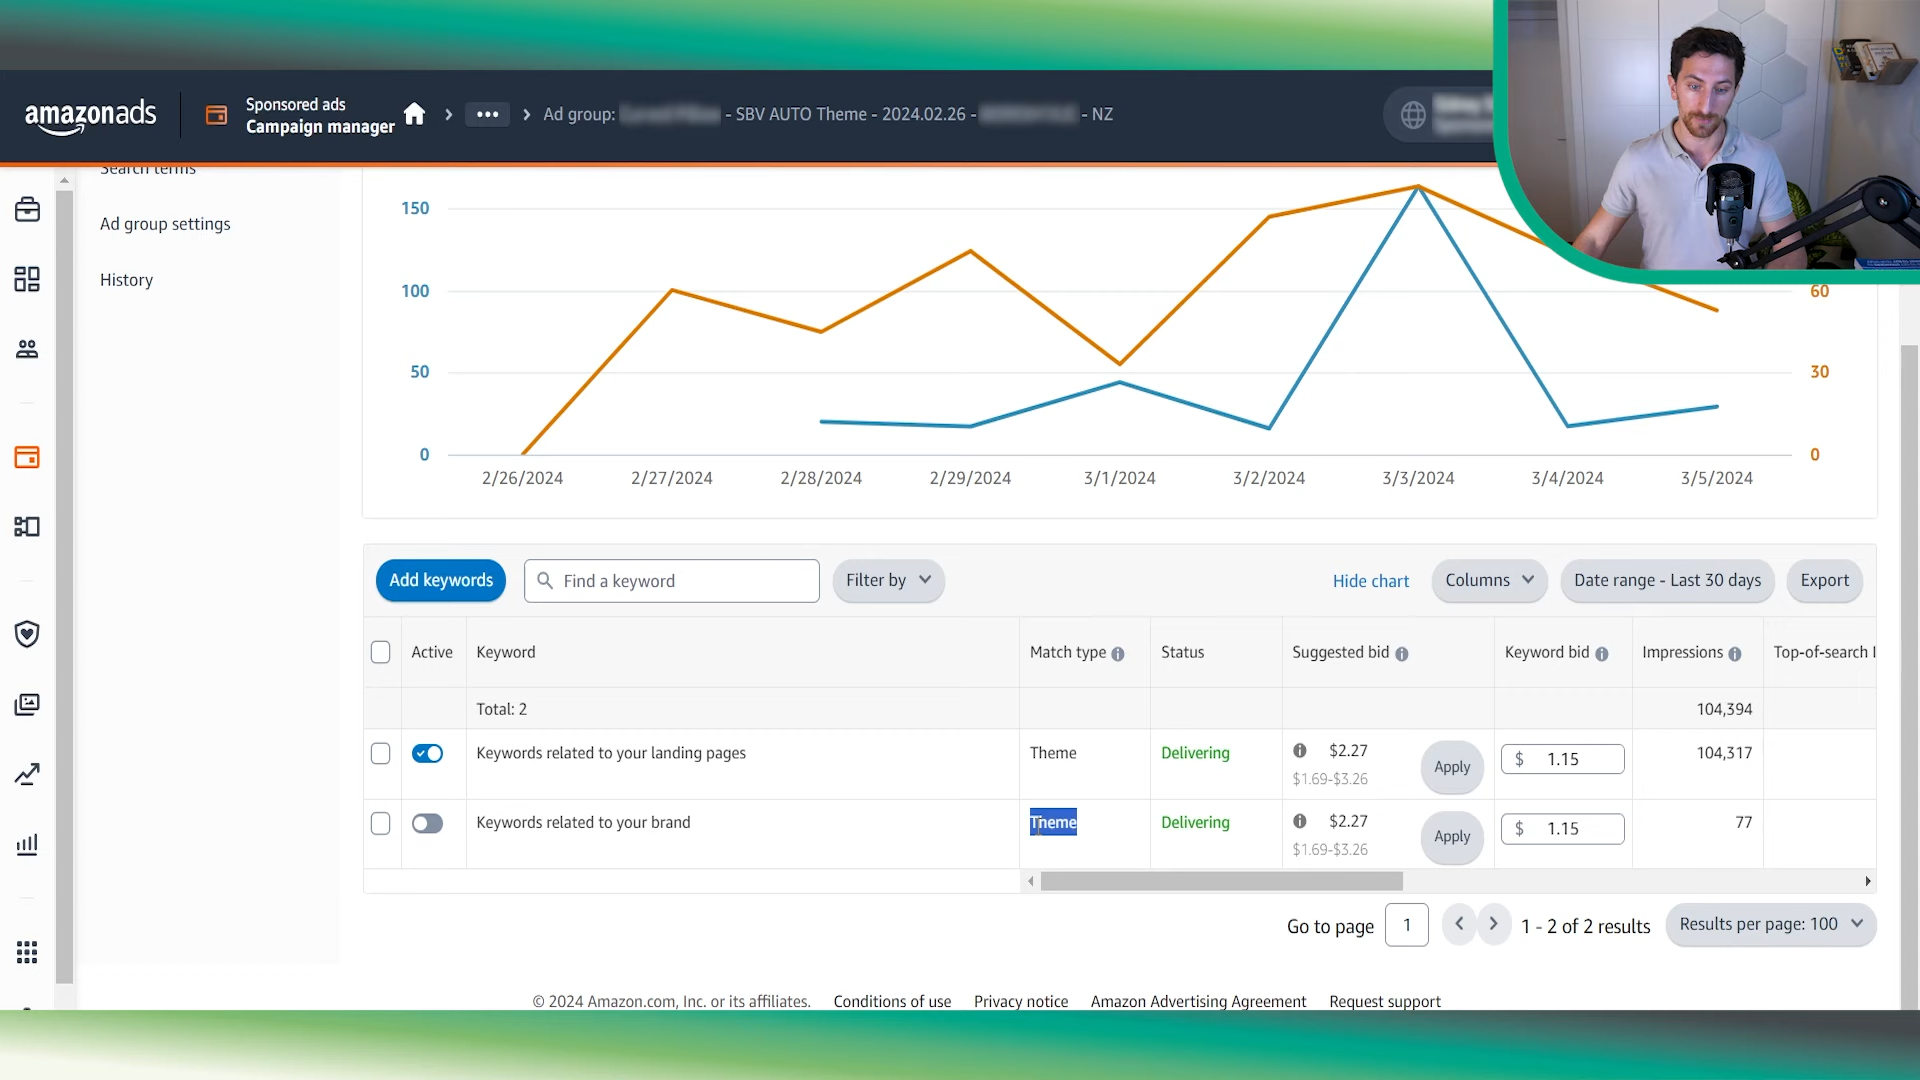 amazonads
Sponsored ads
Campaign manager
Ad group:
- SBV AUTO Theme - 2024.02.26 -
- NZ
Search terms
Ad group settings
History
150
100
50
0
60
30
0
2/26/2024
2/27/2024
2/28/2024
2/29/2024
3/1/2024
3/2/2024
3/3/2024
3/4/2024
3/5/2024
Add keywords
Find a keyword
Filter by
Hide chart
Columns
Date range - Last 30 days
Export
Active
Keyword
Match type
Status
Suggested bid
Keyword bid
Impressions
Top-of-search I
Total: 2
104,394
Keywords related to your landing pages
Theme
Delivering
$2.27
$1.69-$3.26
Apply
$ 1.15
104,317
Keywords related to your brand
Theme
Delivering
$2.27
$1.69-$3.26
Apply
$ 1.15
77
Go to page
1
1 - 2 of 2 results
Results per page: 100
© 2024 Amazon.com, Inc. or its affiliates.
Conditions of use
Privacy notice
Amazon Advertising Agreement
Request support